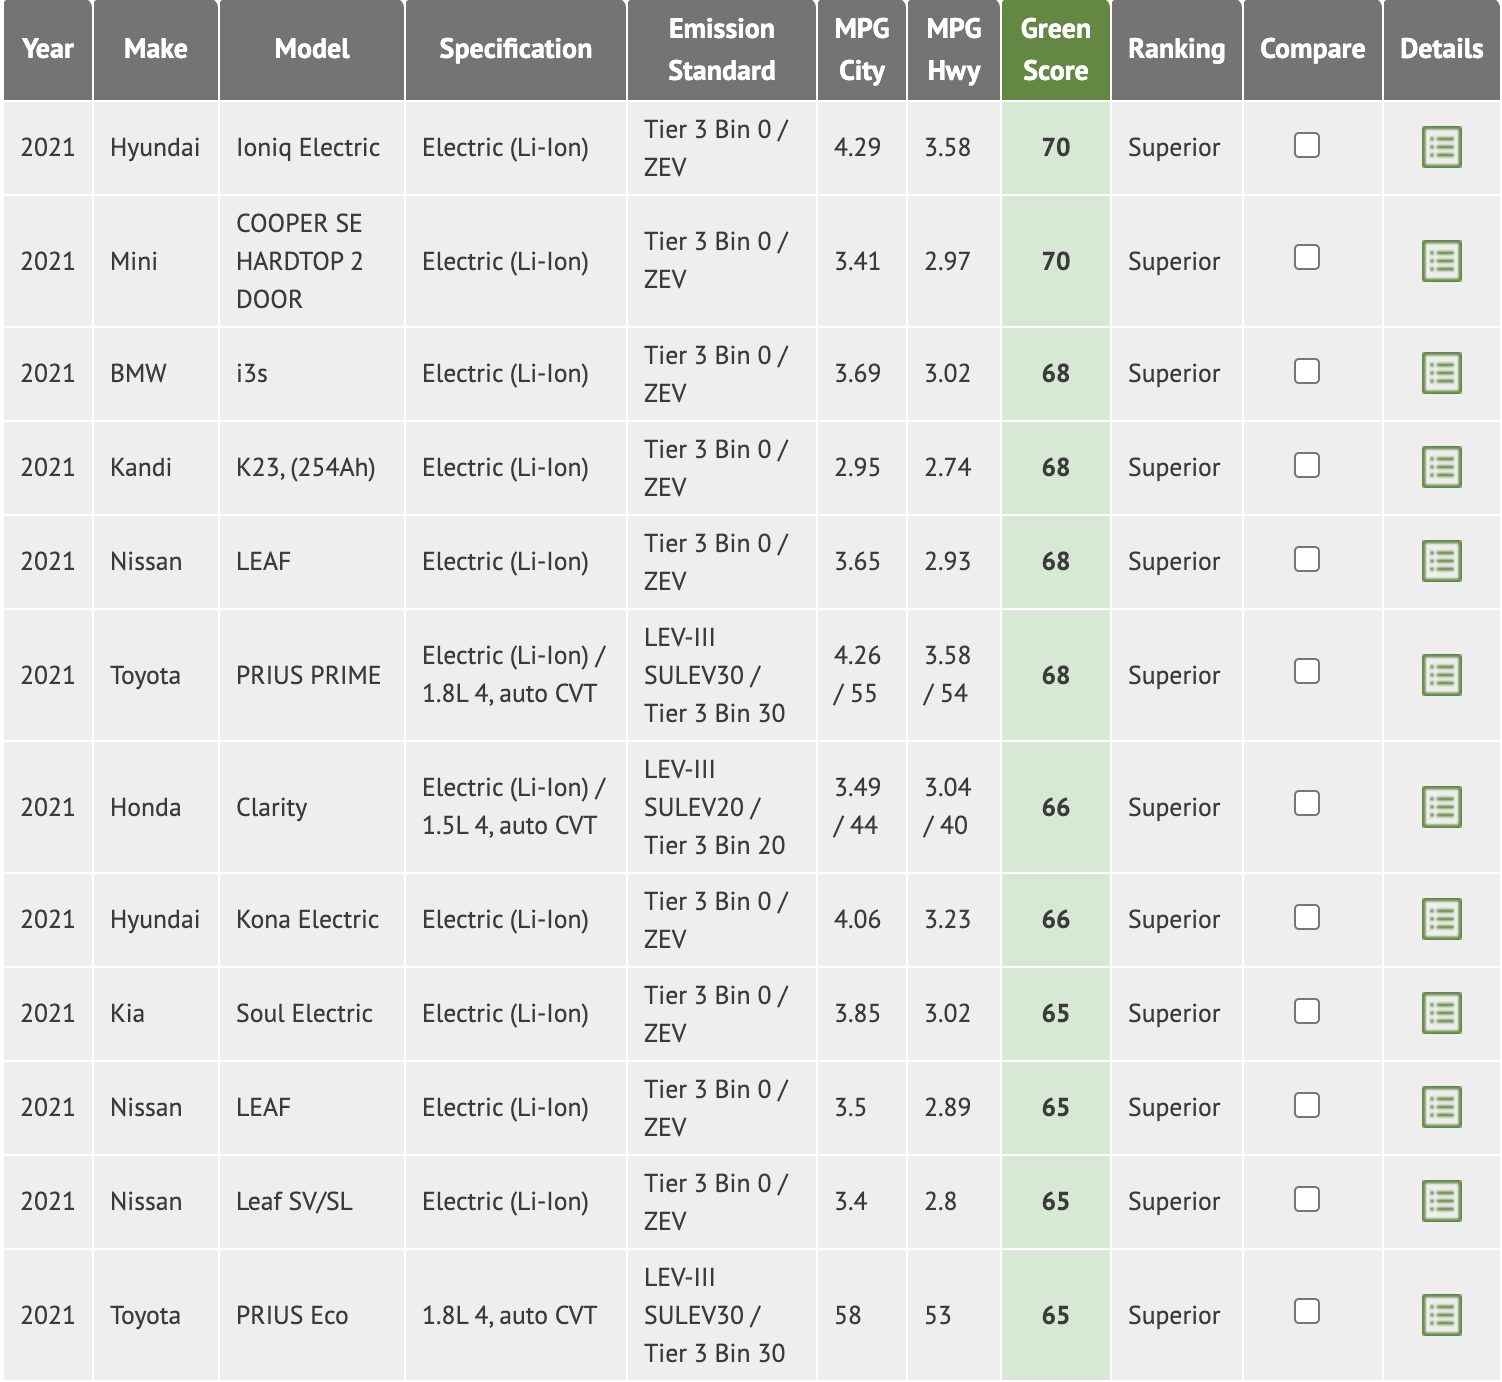 Year Make Model Specification Emission Standard MPG City MPG Hwy Green Score Ranking Compare Details
2021 Hyundai Ioniq Electric Electric (Li-Ion) Tier 3 Bin 0 / ZEV 4.29 3.58 70 Superior
2021 Mini COOPER SE HARDTOP 2 DOOR Electric (Li-Ion) Tier 3 Bin 0 / ZEV 3.41 2.97 70 Superior
2021 BMW i3s Electric (Li-Ion) Tier 3 Bin 0 / ZEV 3.69 3.02 68 Superior
2021 Kandi K23, (254Ah) Electric (Li-Ion) Tier 3 Bin 0 / ZEV 2.95 2.74 68 Superior
2021 Nissan LEAF Electric (Li-Ion) Tier 3 Bin 0 / ZEV 3.65 2.93 68 Superior
2021 Toyota PRIUS PRIME Electric (Li-Ion) / 1.8L 4, auto CVT LEV-III SULEV30 / Tier 3 Bin 30 4.26 / 55 3.58 / 54 68 Superior
2021 Honda Clarity Electric (Li-Ion) / 1.5L 4, auto CVT LEV-III SULEV20 / Tier 3 Bin 20 3.49 / 44 3.04 / 40 66 Superior
2021 Hyundai Kona Electric Electric (Li-Ion) Tier 3 Bin 0 / ZEV 4.06 3.23 66 Superior
2021 Kia Soul Electric Electric (Li-Ion) Tier 3 Bin 0 / ZEV 3.85 3.02 65 Superior
2021 Nissan LEAF Electric (Li-Ion) Tier 3 Bin 0 / ZEV 3.5 2.89 65 Superior
2021 Nissan Leaf SV/SL Electric (Li-Ion) Tier 3 Bin 0 / ZEV 3.4 2.8 65 Superior
2021 Toyota PRIUS Eco 1.8L 4, auto CVT LEV-III SULEV30 / Tier 3 Bin 30 58 53 65 Superior